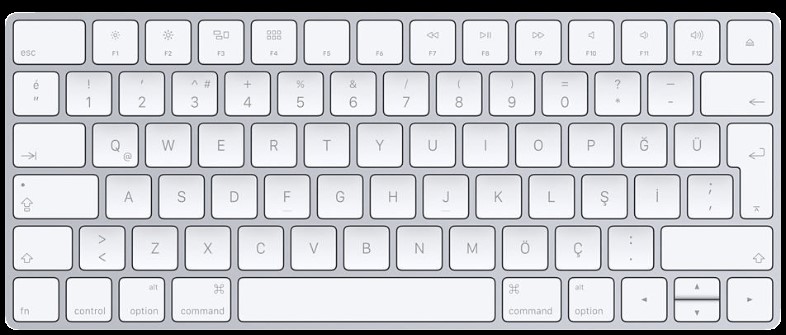 esc F1 F2 F3 F4 F5 F6 F7 F8 F9 F10 F11 F12
é ! ' ^ # + % & / ( ) = ? _
" 1 2 3 4 5 6 7 8 9 0 * -
Q @ W E R T Y U I O P Ğ Ü
A S D F G H J K L Ş İ ; ,
> < Z X C V B N M Ö Ç : .
alt ⌘ ⌘ alt
fn control option command command option